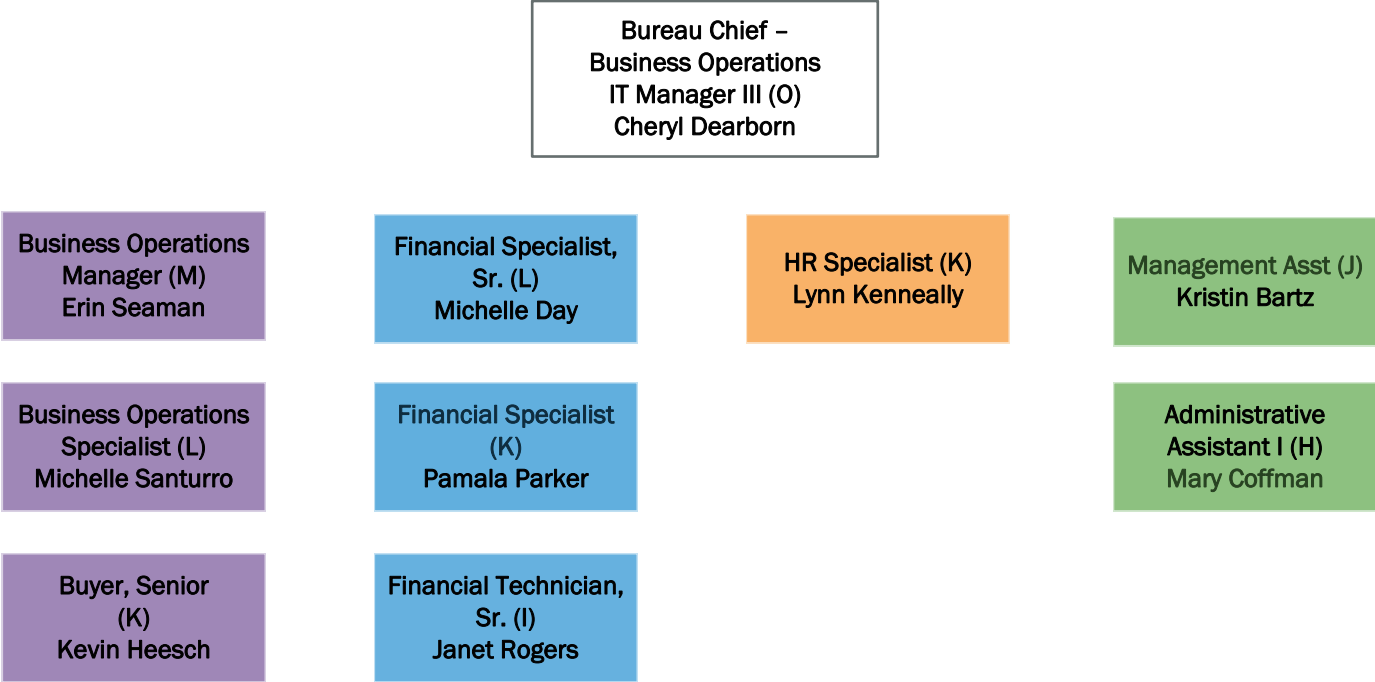 Bureau Chief –
Business Operations
IT Manager III (O)
Cheryl Dearborn
Business Operations
Manager (M)
Erin Seaman
Financial Specialist,
Sr. (L)
Michelle Day
HR Specialist (K)
Lynn Kenneally
Management Asst (J)
Kristin Bartz
Business Operations
Specialist (L)
Michelle Santurro
Financial Specialist
(K)
Pamala Parker
Administrative
Assistant I (H)
Mary Coffman
Buyer, Senior
(K)
Kevin Heesch
Financial Technician,
Sr. (I)
Janet Rogers